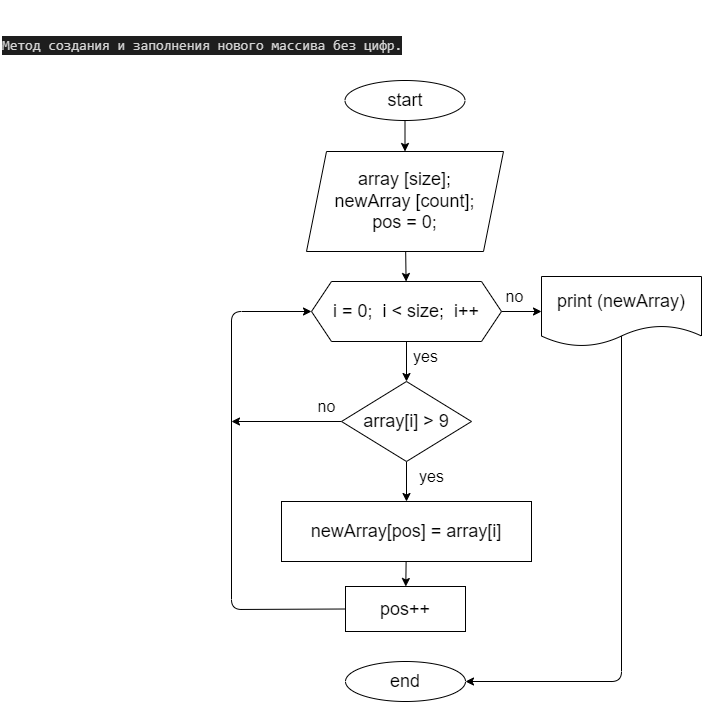 Метод создания и заполнения нового массива без цифр.
start
array [size];
newArray [count];
pos = 0;
i = 0;  i < size;  i++
no
print (newArray)
yes
no
array[i] > 9
yes
newArray[pos] = array[i]
pos++
end